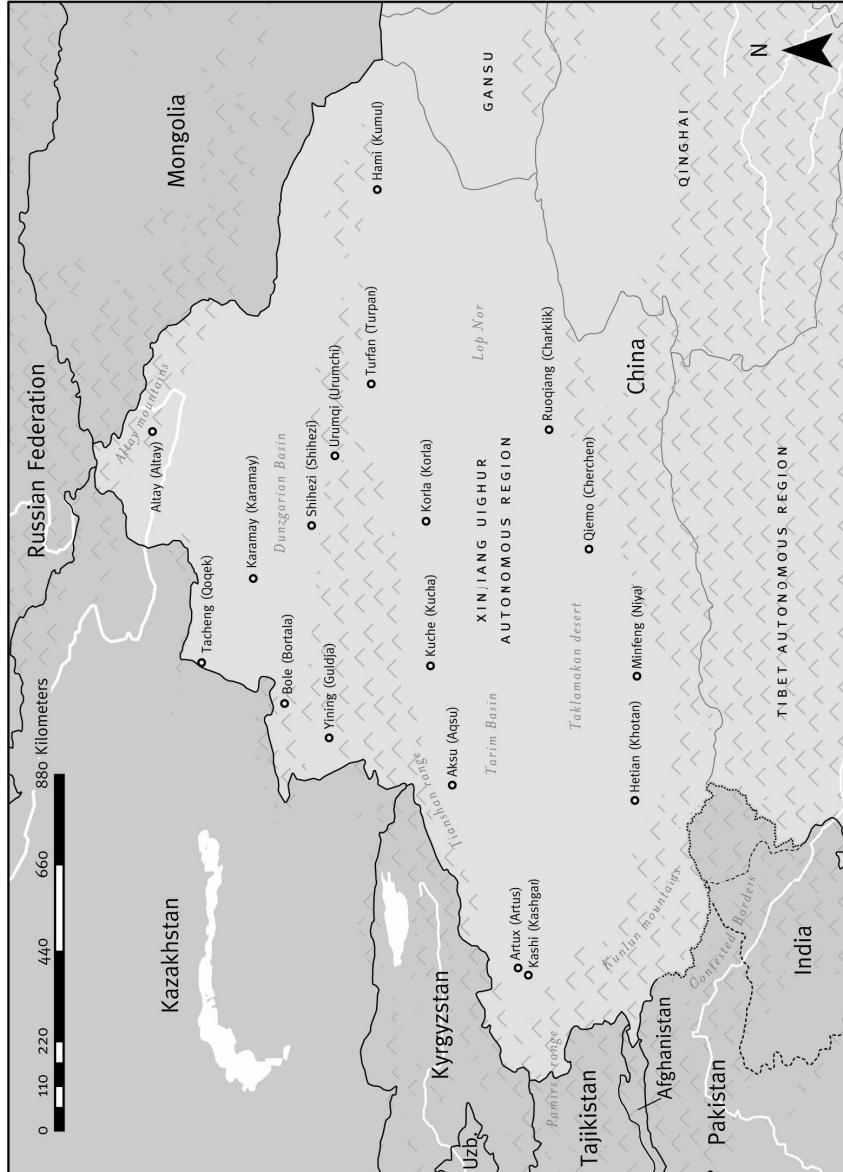 0 110 220 440 660 880 Kilometers
Russian Federation
Mongolia
Altay mountains
Altay (Altay)
Kazakhstan
Tacheng (Qoqek)
Karamay (Karamay)
Dunzgarian Basin
Bole (Bortala)
Shihezi (Shihezi)
Yining (Guldja)
Urumqi (Urumchi)
Turfan (Turpan)
Hami (Kumul)
Kyrgyzstan
Tianshan range
Korla (Korla)
Kuche (Kucha)
Aksu (Aqsu)
GANSU
Uzb.
XINJIANG UIGHUR
AUTONOMOUS REGION
Tarim Basin
Lop Nor
Artux (Artus)
Kashi (Kashgar)
Pamirs range
Ruoqiang (Charklik)
Taklamakan desert
Qiemo (Cherchen)
Tajikistan
Kunlun mountains
Hetian (Khotan)
Minfeng (Niya)
China
Afghanistan
QINGHAI
Pakistan
Contested Borders
India
TIBET AUTONOMOUS REGION
N